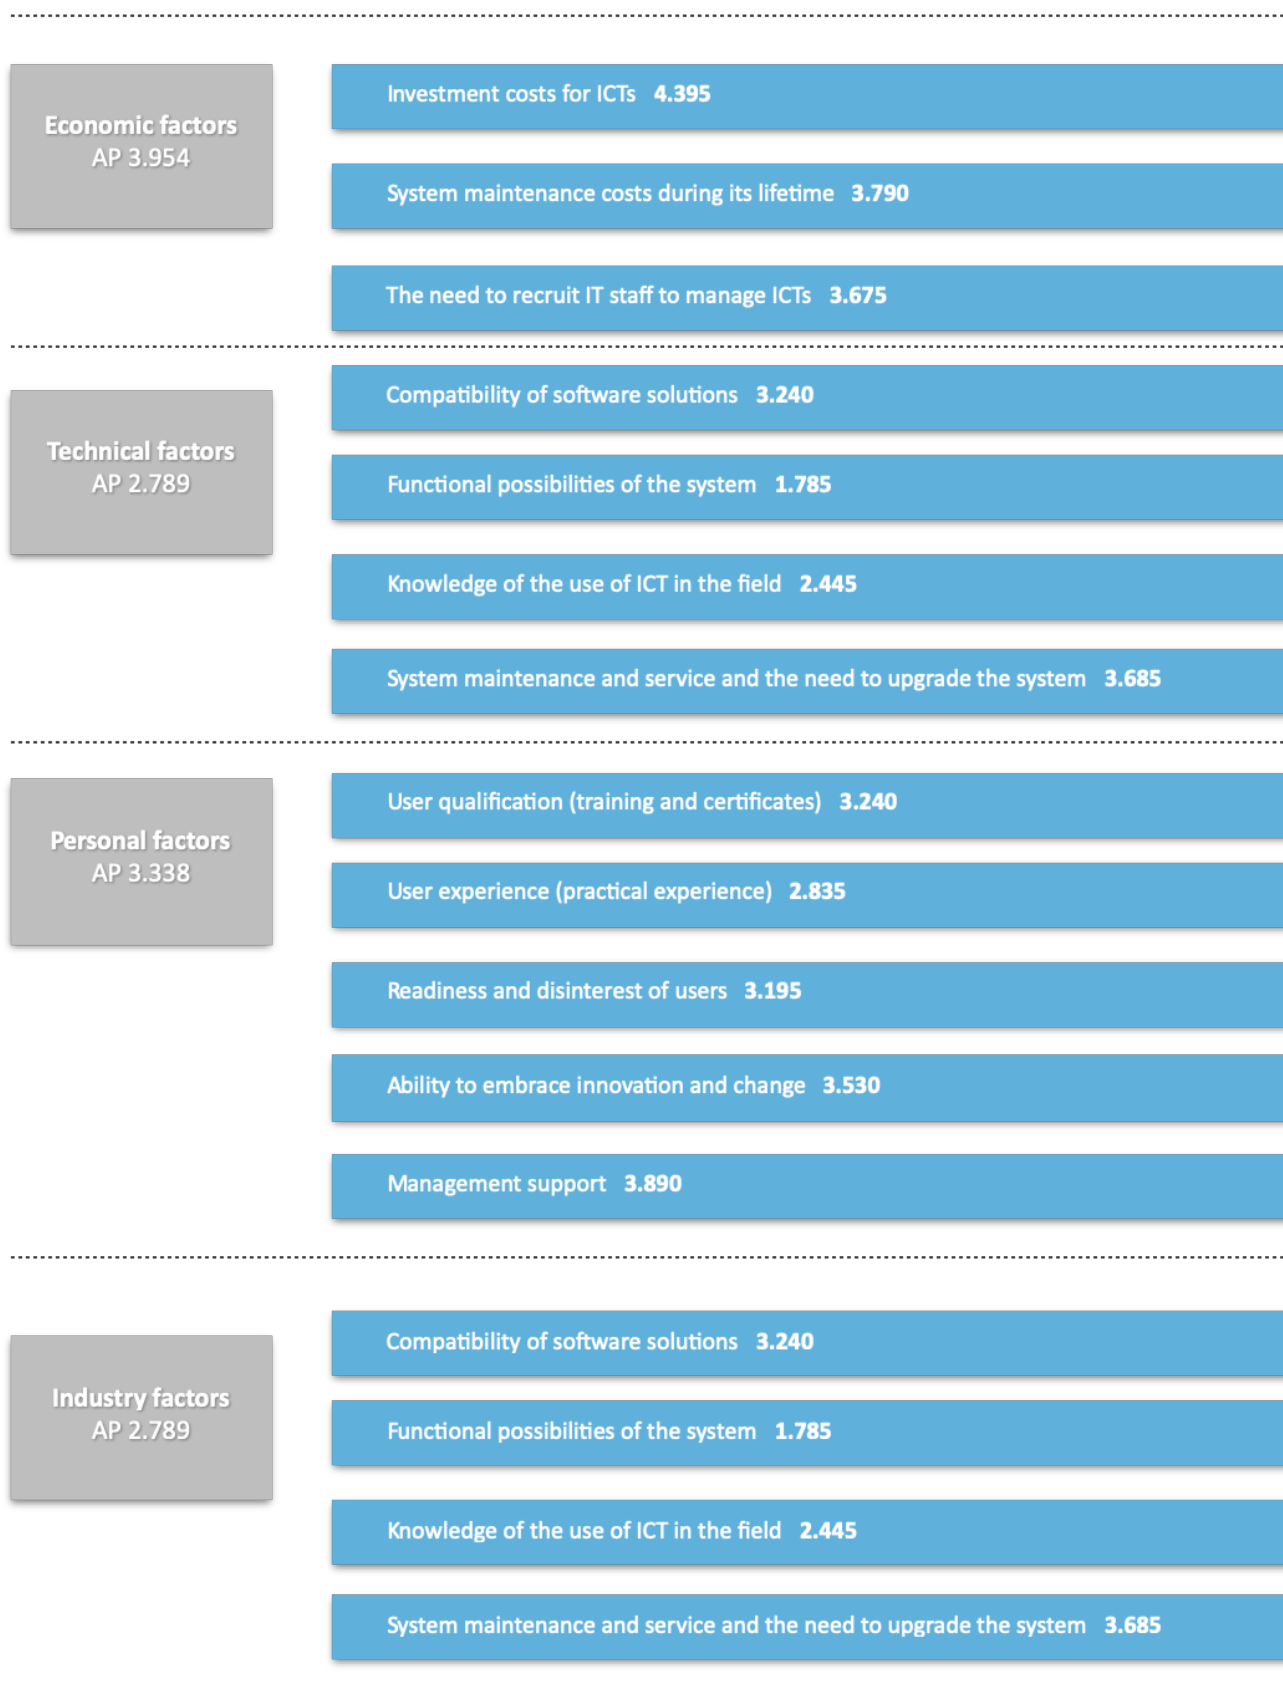 Economic factors
AP 3.954
Investment costs for ICTs 4.395
System maintenance costs during its lifetime 3.790
The need to recruit IT staff to manage ICTs 3.675
Technical factors
AP 2.789
Compatibility of software solutions 3.240
Functional possibilities of the system 1.785
Knowledge of the use of ICT in the field 2.445
System maintenance and service and the need to upgrade the system 3.685
Personal factors
AP 3.338
User qualification (training and certificates) 3.240
User experience (practical experience) 2.835
Readiness and disinterest of users 3.195
Ability to embrace innovation and change 3.530
Management support 3.890
Industry factors
AP 2.789
Compatibility of software solutions 3.240
Functional possibilities of the system 1.785
Knowledge of the use of ICT in the field 2.445
System maintenance and service and the need to upgrade the system 3.685